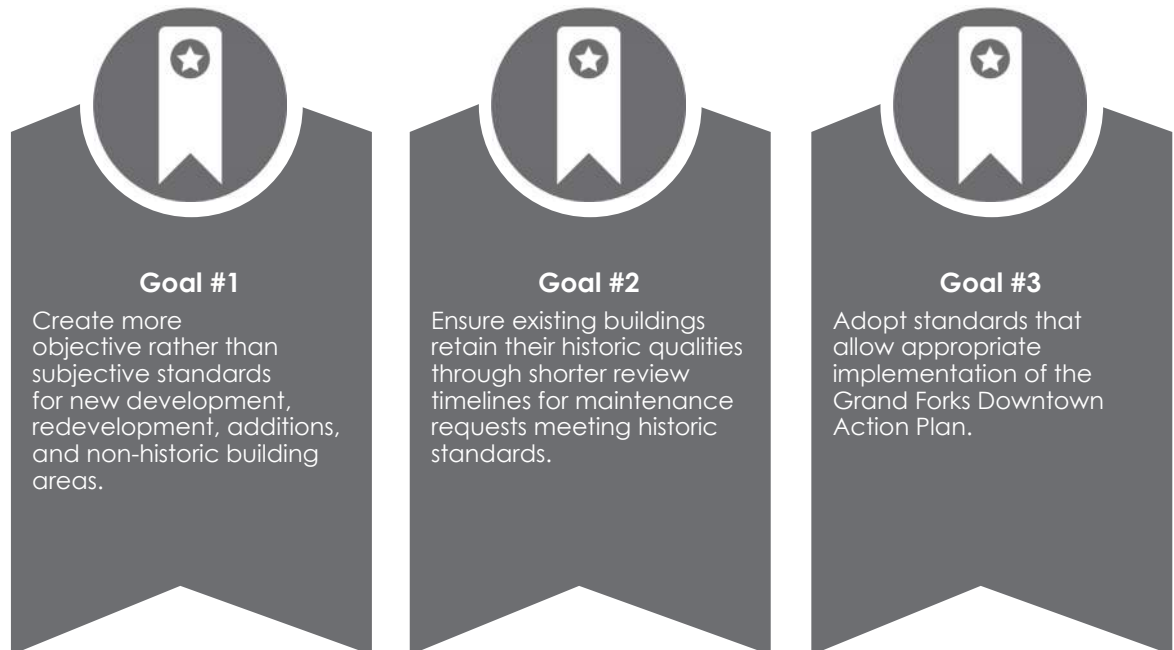 Goal #1
Create more
objective rather than
subjective standards
for new development,
redevelopment, additions,
and non-historic building
areas.
Goal #2
Ensure existing buildings
retain their historic qualities
through shorter review
timelines for maintenance
requests meeting historic
standards.
Goal #3
Adopt standards that
allow appropriate
implementation of the
Grand Forks Downtown
Action Plan.